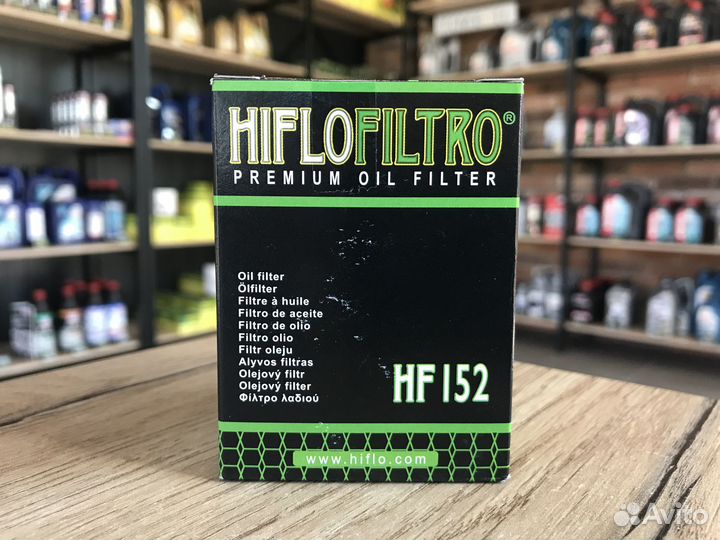 HIFLOFILTRO®
PREMIUM OIL FILTER
Oil filter
Ölfilter
Filtre à huile
Filtro de aceite
Filtro de olio
Filtro olio
Filtr oleju
Alyvos filtras
Olejový filtr
Olejový filter
Φίλτρο λαδιού
HF152
www.hiflo.com
Avito